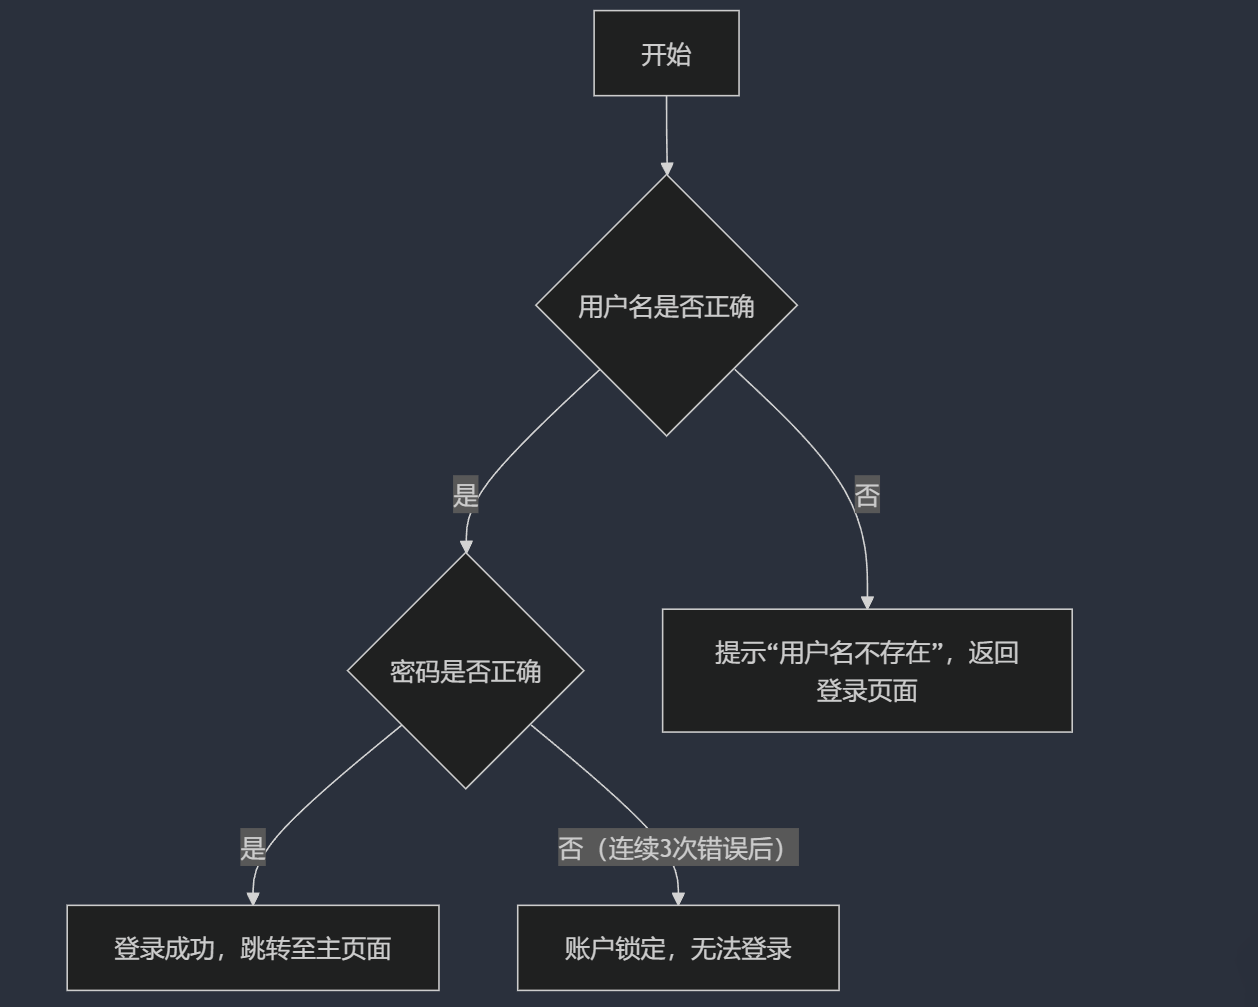 开始
用户名是否正确
是
否
提示“用户名不存在”，返回
登录页面
密码是否正确
是
否（连续3次错误后）
登录成功，跳转至主页面
账户锁定，无法登录